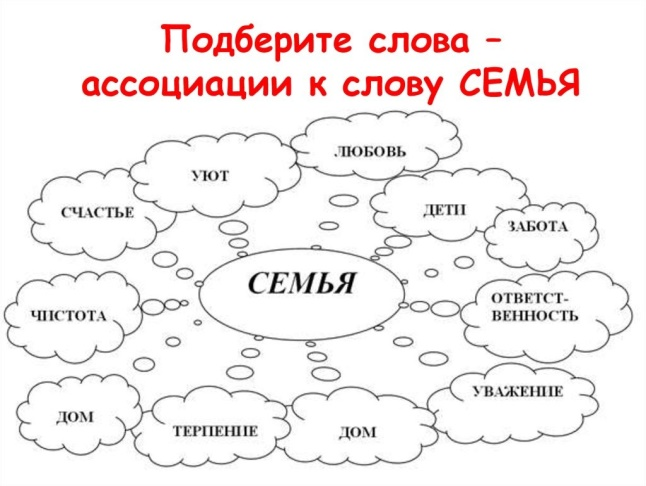 Подберите слова –
ассоциации к слову СЕМЬЯ
ЛЮБОВЬ
УЮТ
СЧАСТЬЕ
ДЕТИ
ЗАБОТА
СЕМЬЯ
ЧИСТОТА
ОТВЕТСТ-
ВЕННОСТЬ
УВАЖЕНИЕ
ДОМ
ТЕРПЕНИЕ
ДОМ